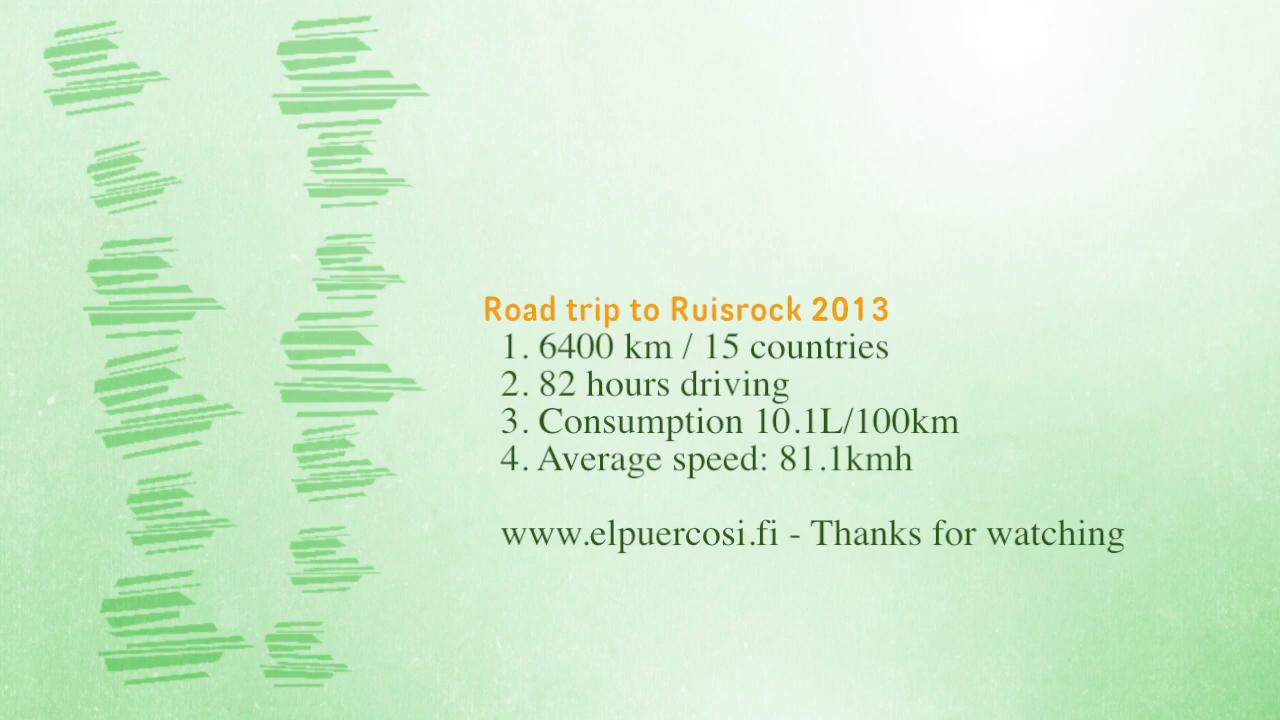 Road trip to Ruisrock 2013
1. 6400 km / 15 countries
2. 82 hours driving
3. Consumption 10.1L/100km
4. Average speed: 81.1kmh
www.elpuercosi.fi - Thanks for watching